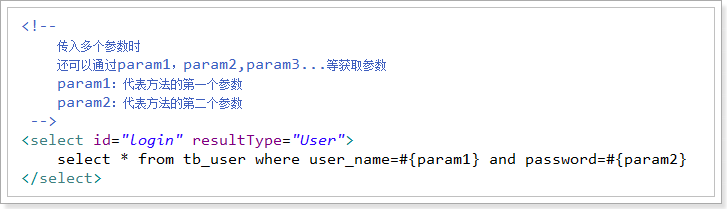 <!--
传入多个参数时
还可以通过param1，param2,param3...等获取参数
param1：代表方法的第一个参数
param2：代表方法的第二个参数
-->
<select id="login" resultType="User">
select * from tb_user where user_name=#{param1} and password=#{param2}
</select>